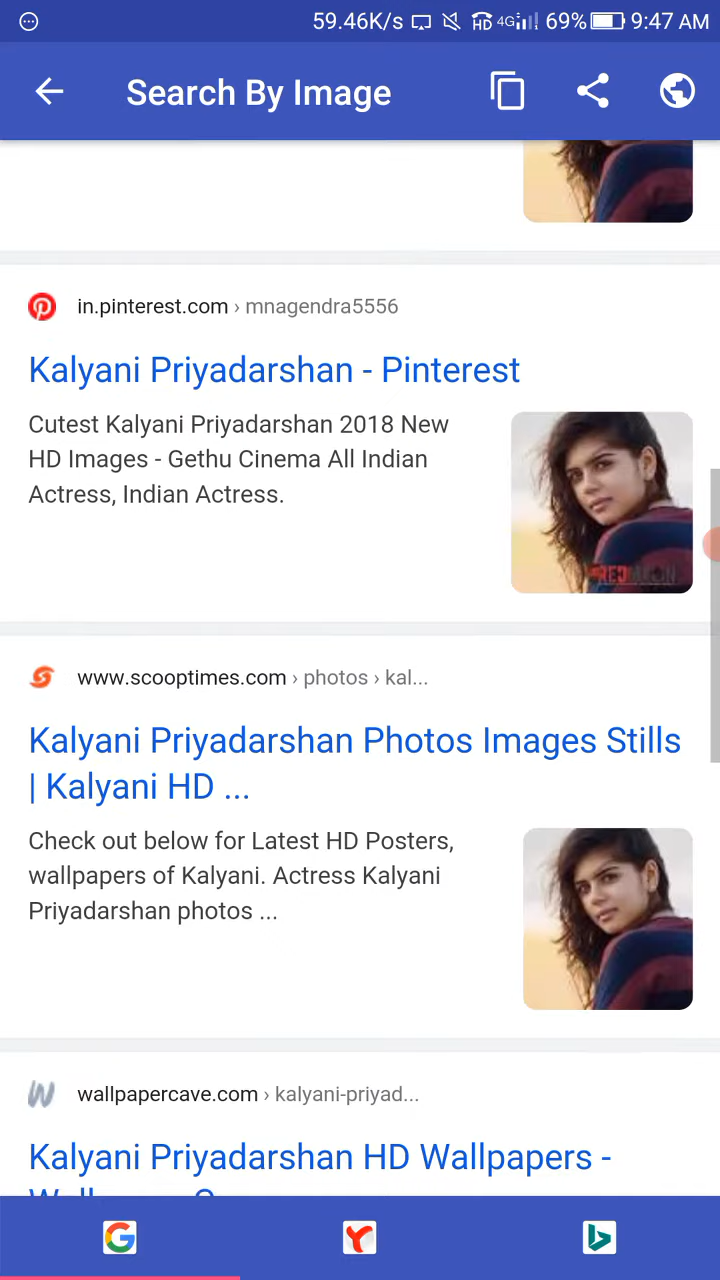 59.46K/s HD 4G 69% 9:47 AM
Search By Image
in.pinterest.com › mnagendra5556
Kalyani Priyadarshan - Pinterest
Cutest Kalyani Priyadarshan 2018 New
HD Images - Gethu Cinema All Indian
Actress, Indian Actress.
www.scooptimes.com › photos › kal...
Kalyani Priyadarshan Photos Images Stills
| Kalyani HD ...
Check out below for Latest HD Posters,
wallpapers of Kalyani. Actress Kalyani
Priyadarshan photos ...
wallpapercave.com › kalyani-priyad...
Kalyani Priyadarshan HD Wallpapers -